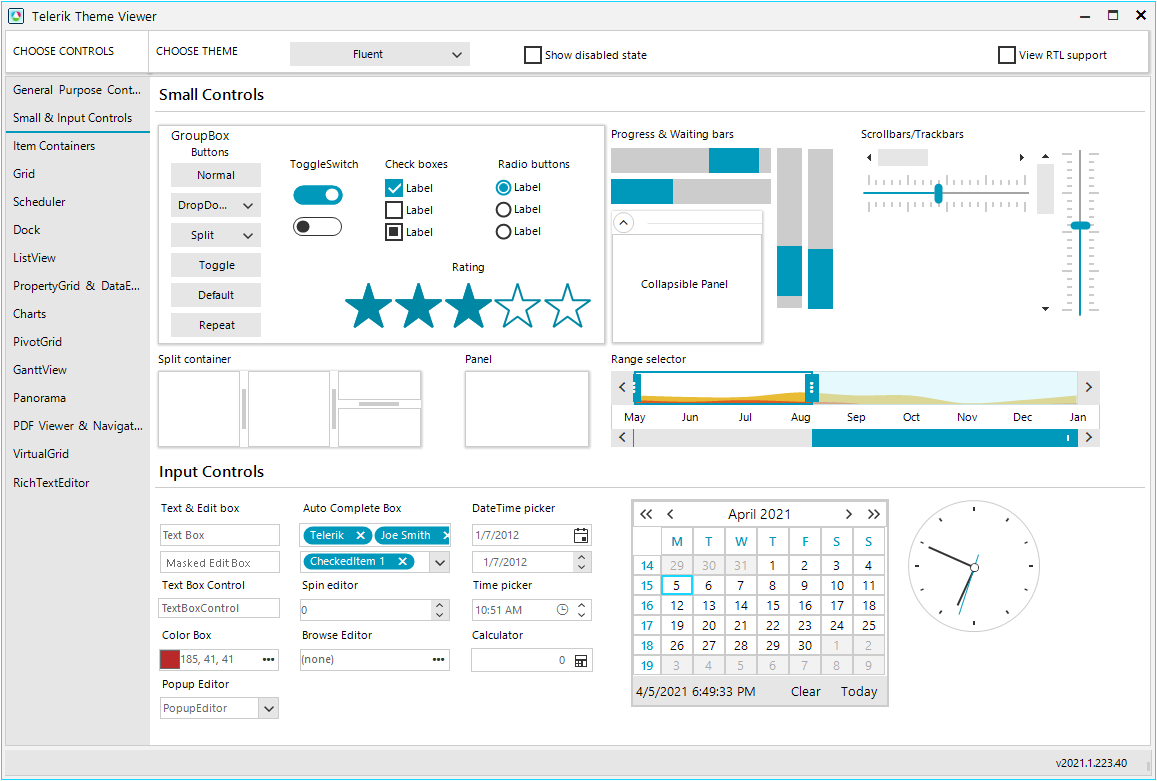 Telerik Theme Viewer
CHOOSE CONTROLS
CHOOSE THEME
Fluent
Show disabled state
View RTL support
General Purpose Cont...
Small & Input Controls
Item Containers
Grid
Scheduler
Dock
ListView
PropertyGrid & DataE...
Charts
PivotGrid
GanttView
Panorama
PDF Viewer & Navigat...
VirtualGrid
RichTextEditor
Small Controls
GroupBox
Buttons
Normal
DropDo...
Split
Toggle
Default
Repeat
ToggleSwitch
Check boxes
Label
Label
Label
Radio buttons
Label
Label
Label
Rating
Progress & Waiting bars
Collapsible Panel
Scrollbars/Trackbars
Split container
Panel
Range selector
May Jun Jul Aug Sep Oct Nov Dec Jan
Input Controls
Text & Edit box
Text Box
Masked Edit Box
Text Box Control
TextBoxControl
Color Box
185, 41, 41
Popup Editor
PopupEditor
Auto Complete Box
Telerik Joe Smith
CheckedItem 1
Spin editor
0
Browse Editor
(none)
DateTime picker
1/7/2012
1/7/2012
Time picker
10:51 AM
Calculator
0
April 2021
M T W T F S S
14 29 30 31 1 2 3 4
15 5 6 7 8 9 10 11
16 12 13 14 15 16 17 18
17 19 20 21 22 23 24 25
18 26 27 28 29 30 1 2
19 3 4 5 6 7 8 9
4/5/2021 6:49:33 PM Clear Today
v2021.1.223.40